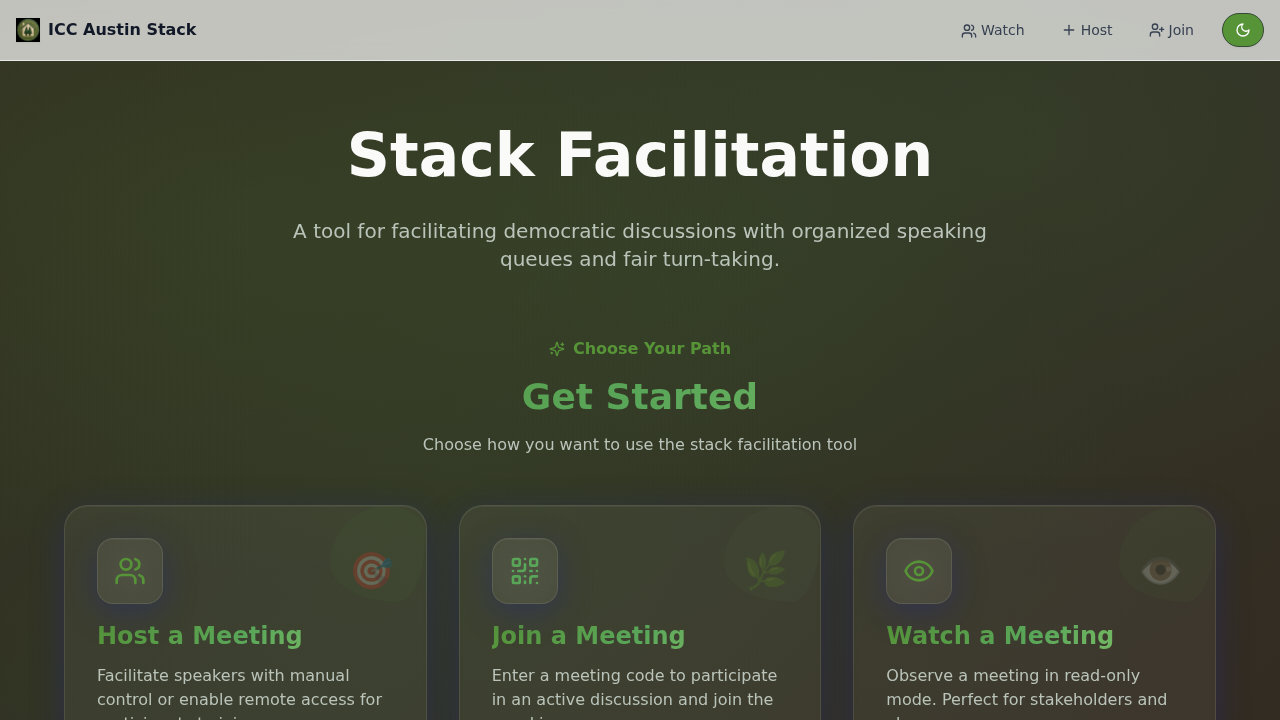 ICC Austin Stack
Watch
Host
Join
Stack Facilitation
A tool for facilitating democratic discussions with organized speaking
queues and fair turn-taking.
Choose Your Path
Get Started
Choose how you want to use the stack facilitation tool
Host a Meeting
Facilitate speakers with manual
control or enable remote access for
Join a Meeting
Enter a meeting code to participate
in an active discussion and join the
Watch a Meeting
Observe a meeting in read-only
mode. Perfect for stakeholders and